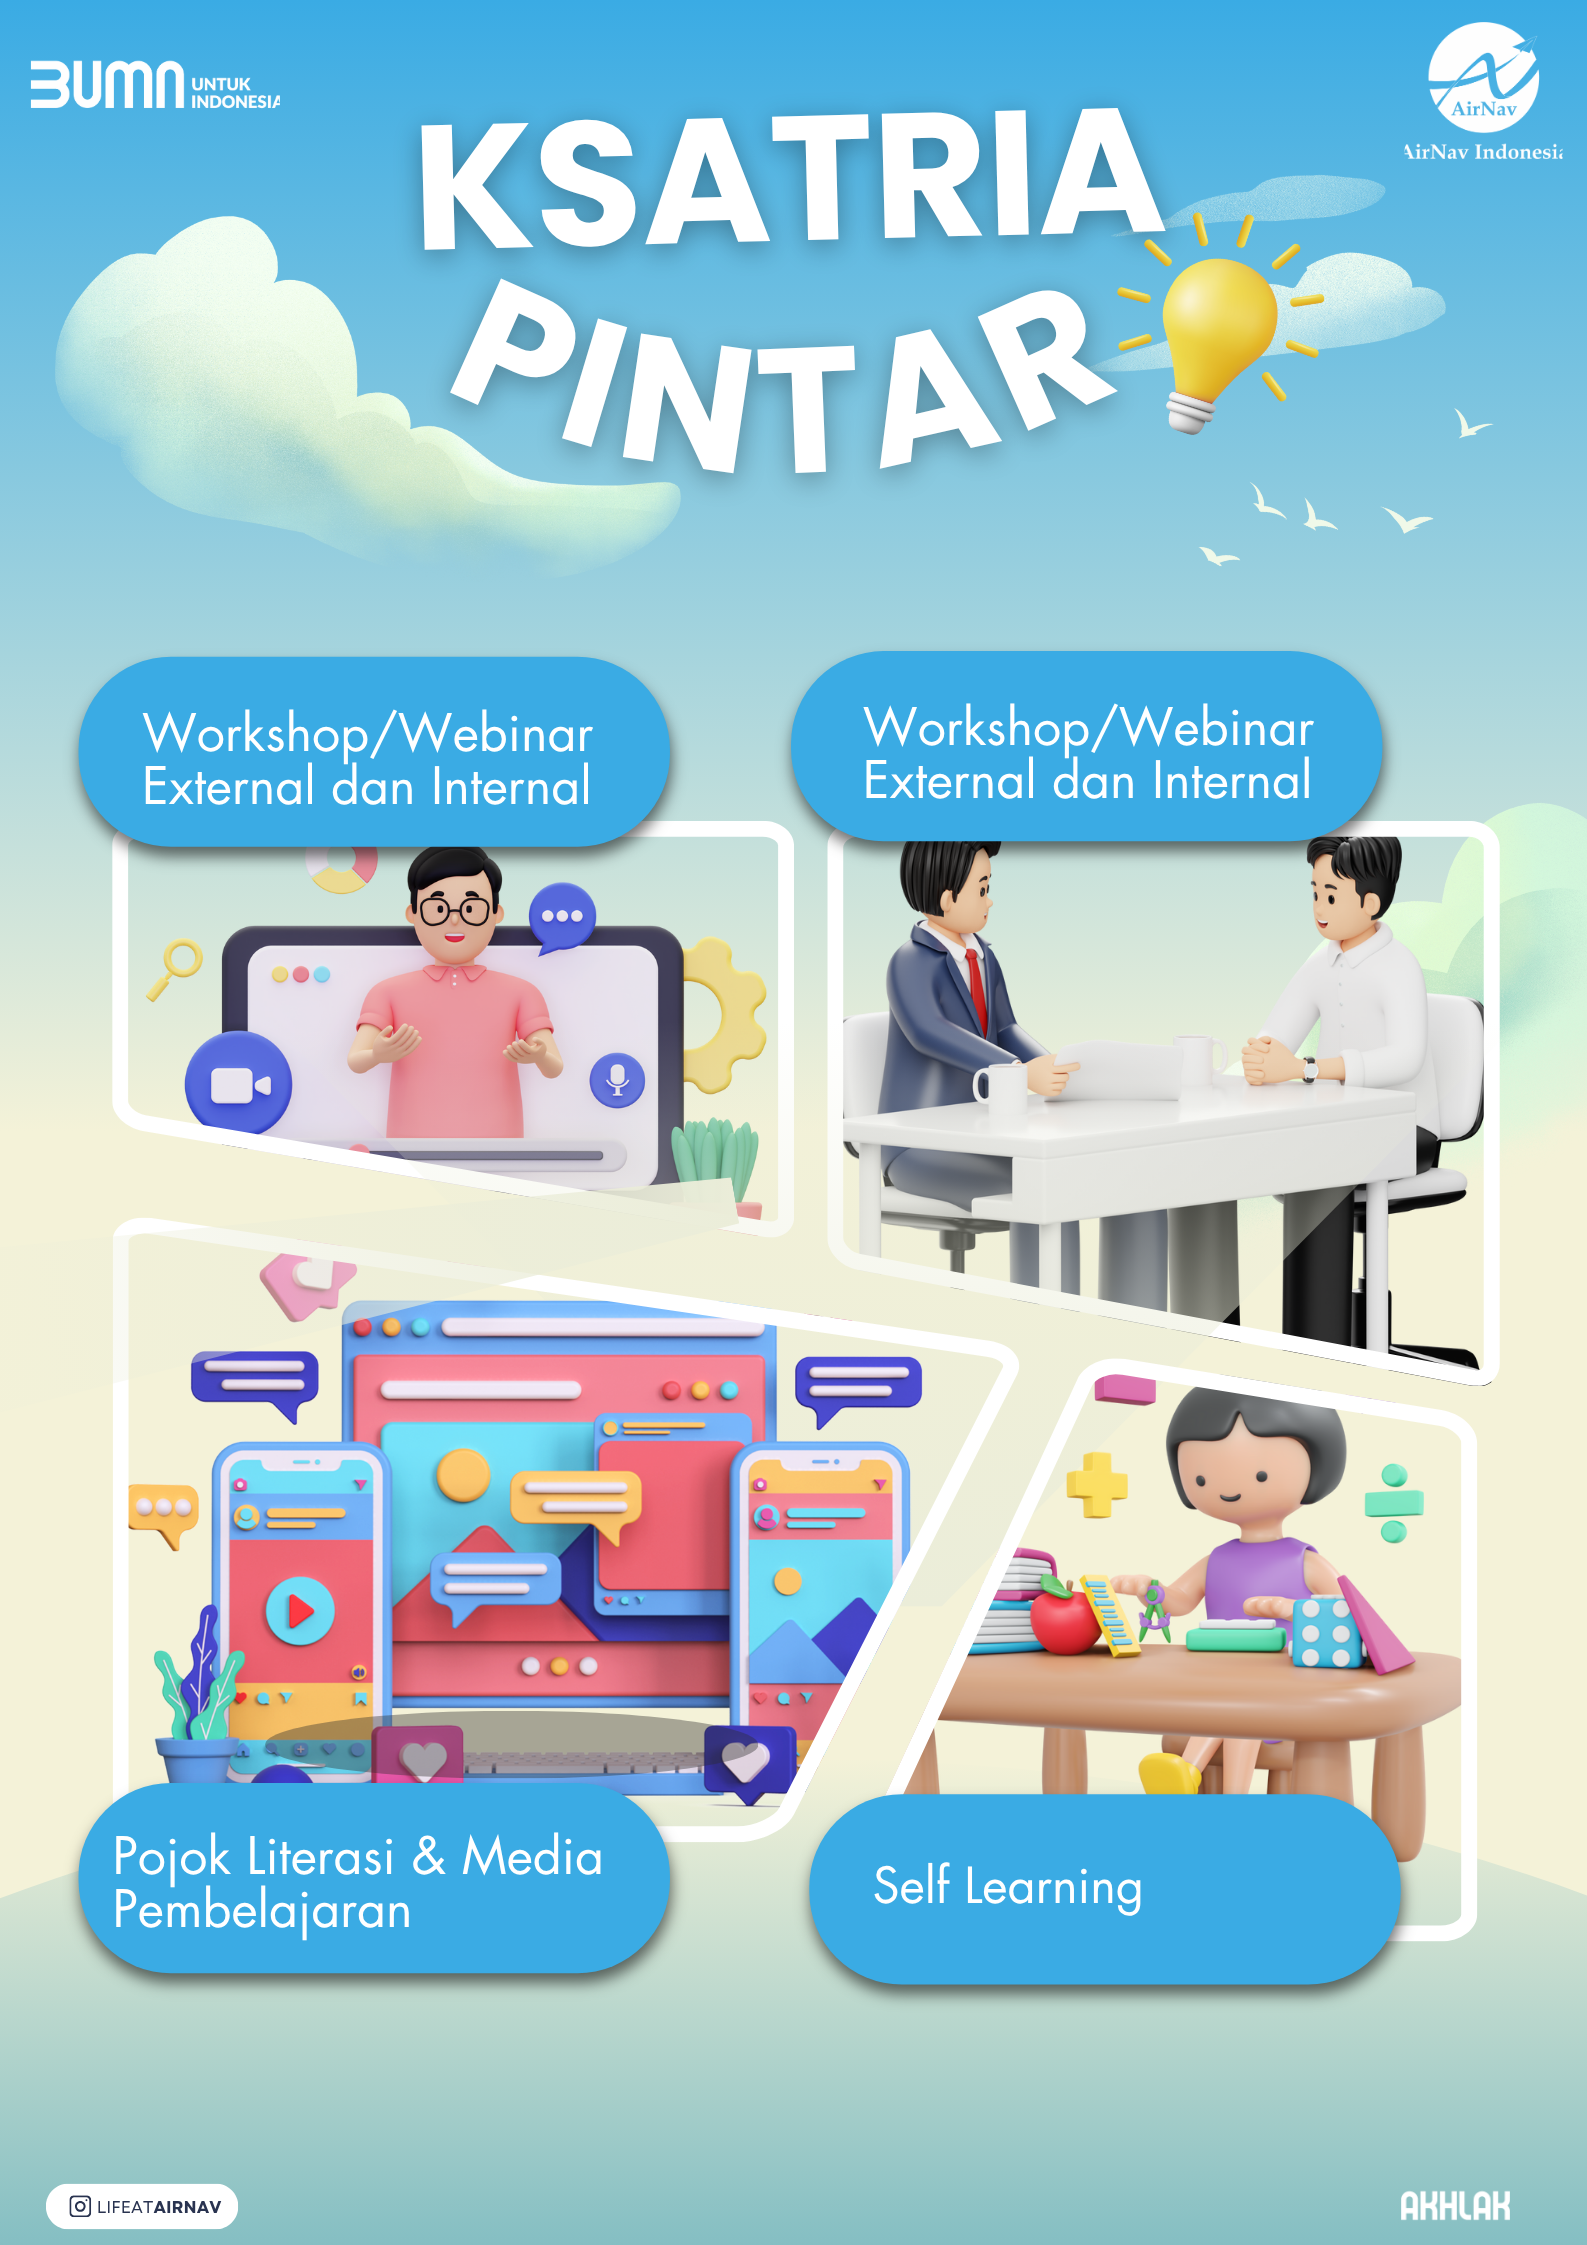 BUMN UNTUK
INDONESIA
AirNav
AirNav Indonesia
KSATRIA
PINTAR
Workshop/Webinar
External dan Internal
Workshop/Webinar
External dan Internal
Pojok Literasi & Media
Pembelajaran
Self Learning
LIFEATAIRNAV
AKHLAK